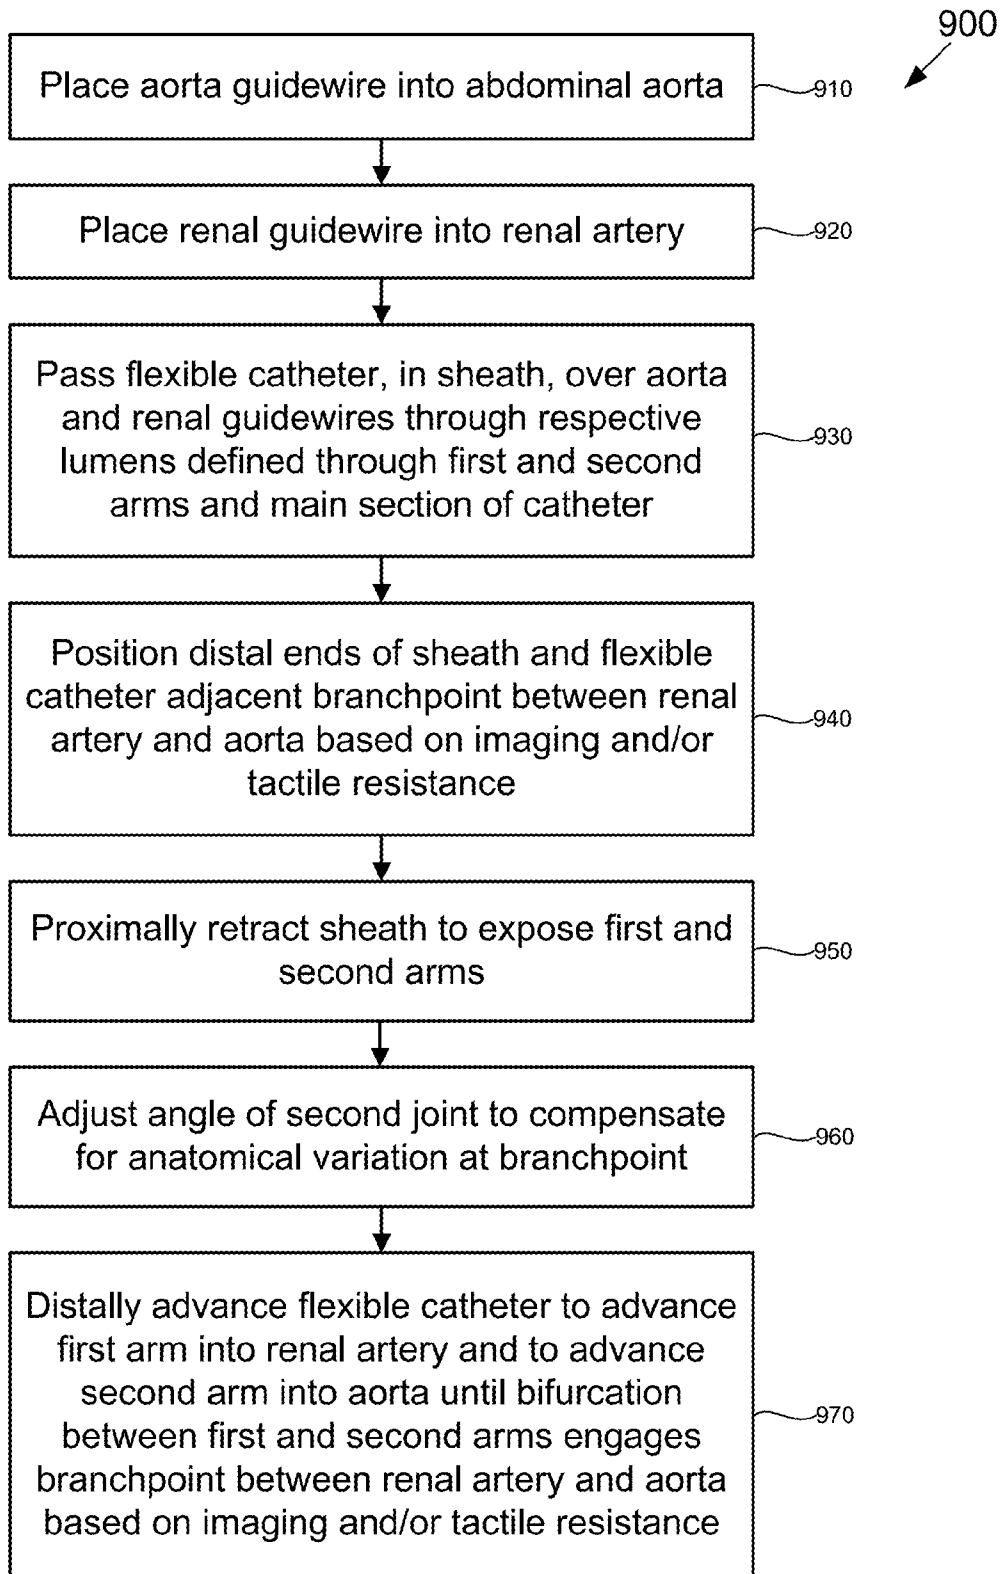 900
Place aorta guidewire into abdominal aorta
910
Place renal guidewire into renal artery
920
Pass flexible catheter, in sheath, over aorta
and renal guidewires through respective
lumens defined through first and second
arms and main section of catheter
930
Position distal ends of sheath and flexible
catheter adjacent branchpoint between renal
artery and aorta based on imaging and/or
tactile resistance
940
Proximally retract sheath to expose first and
second arms
950
Adjust angle of second joint to compensate
for anatomical variation at branchpoint
960
Distally advance flexible catheter to advance
first arm into renal artery and to advance
second arm into aorta until bifurcation
between first and second arms engages
branchpoint between renal artery and aorta
based on imaging and/or tactile resistance
970